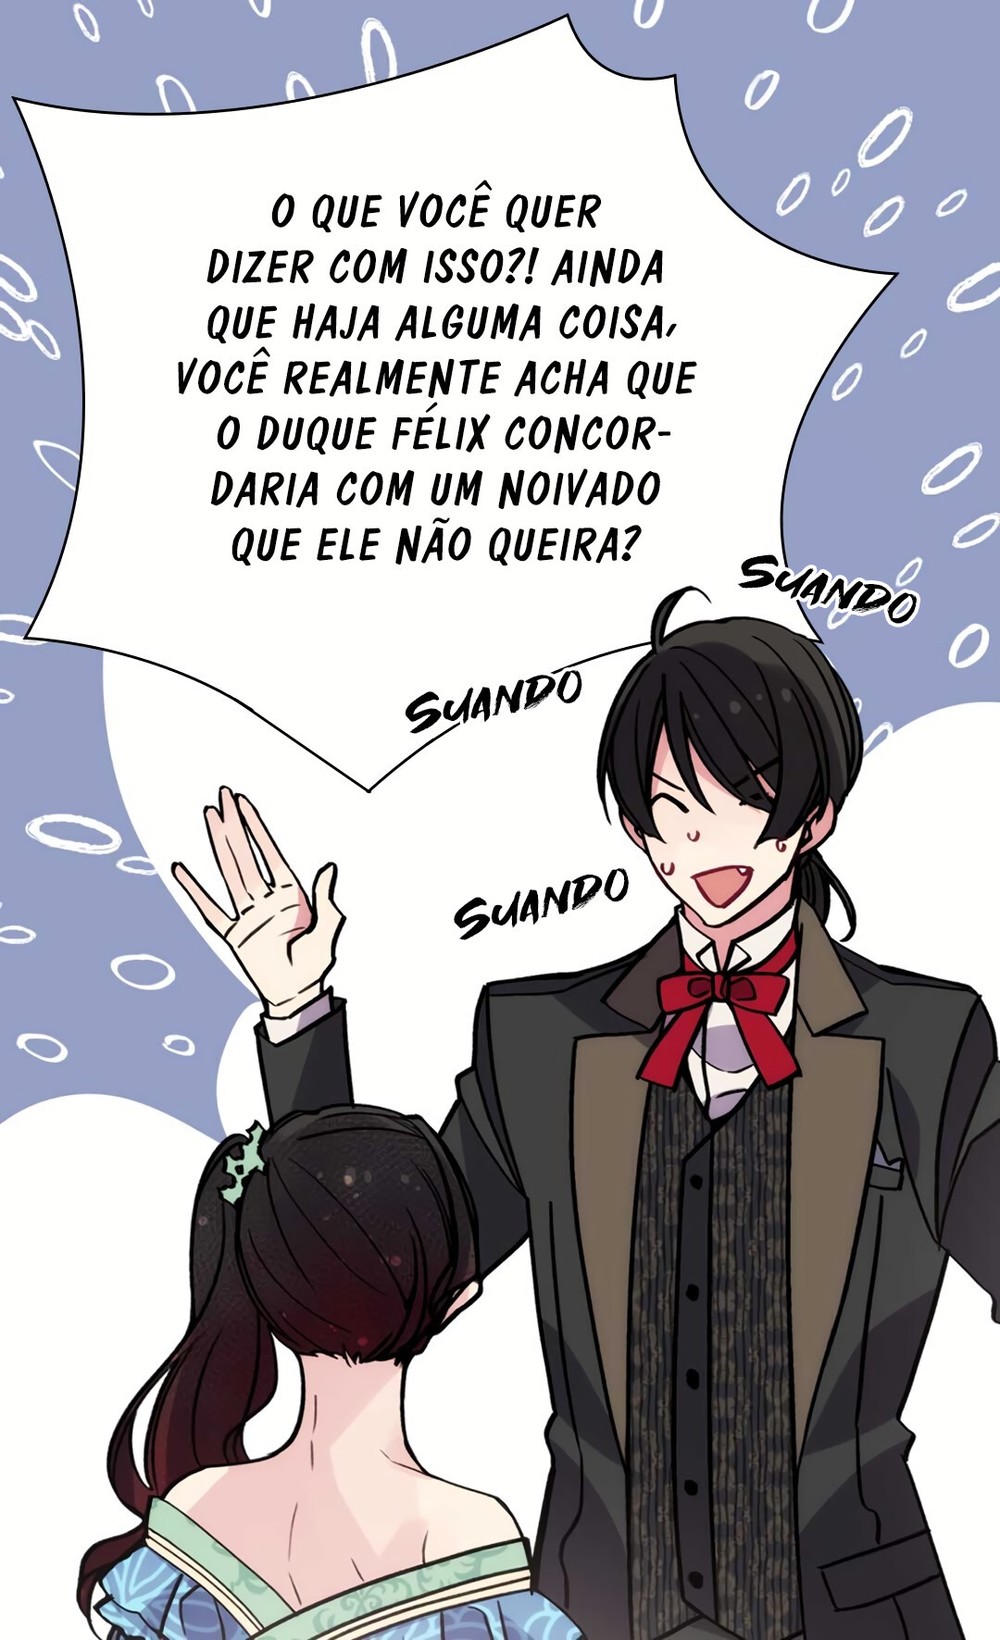 O QUE VOCÊ QUER
DIZER COM ISSO?! AINDA
QUE HAJA ALGUMA COISA,
VOCÊ REALMENTE ACHA QUE
O DUQUE FÉLIX CONCOR-
DARIA COM UM NOIVADO
QUE ELE NÃO QUEIRA?
SUANDO
SUANDO
SUANDO